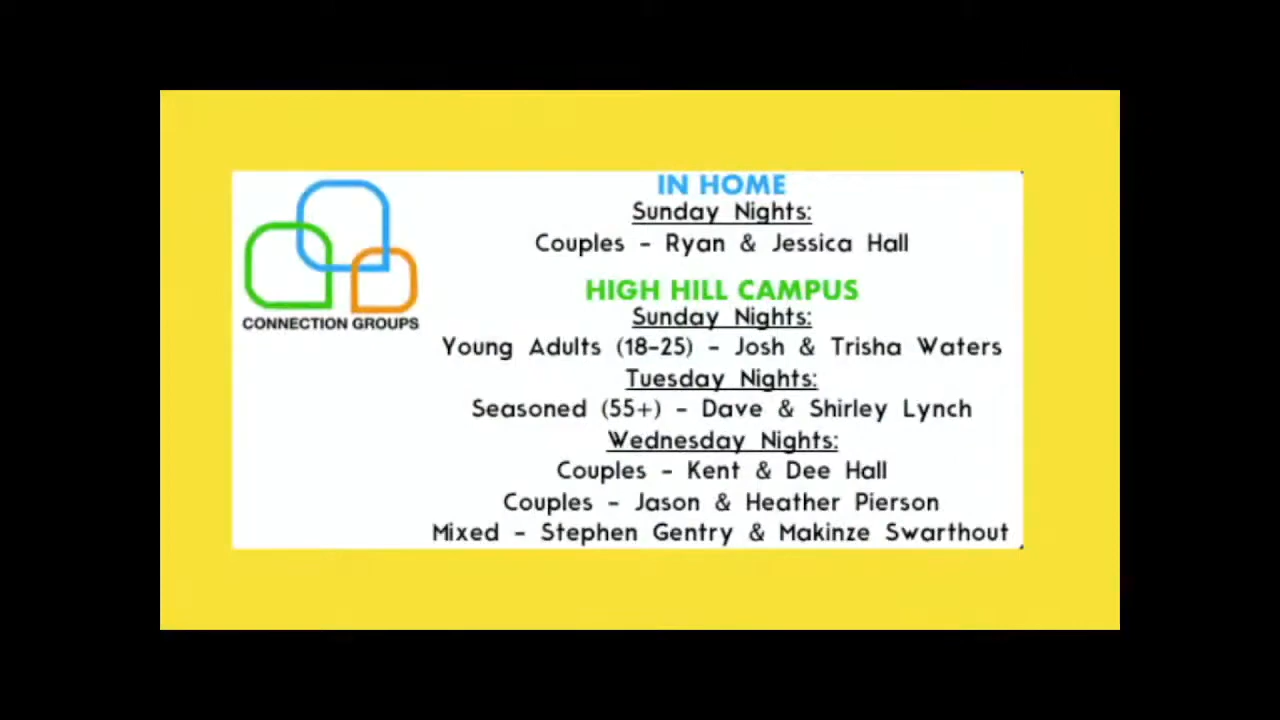 CONNECTION GROUPS
IN HOME
Sunday Nights:
Couples - Ryan & Jessica Hall
HIGH HILL CAMPUS
Sunday Nights:
Young Adults (18-25) - Josh & Trisha Waters
Tuesday Nights:
Seasoned (55+) - Dave & Shirley Lynch
Wednesday Nights:
Couples - Kent & Dee Hall
Couples - Jason & Heather Pierson
Mixed - Stephen Gentry & Makinze Swarthout